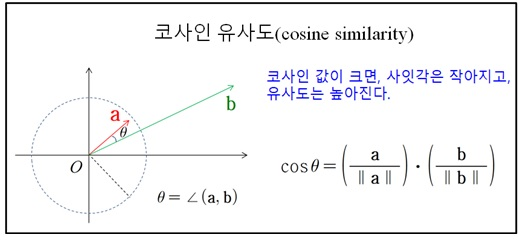 코사인 유사도(cosine similarity)
코사인 값이 크면, 사잇각은 작아지고,
유사도는 높아진다.
a
b
θ
O
cosθ = (a / ‖a‖) · (b / ‖b‖)
θ = ∠(a, b)